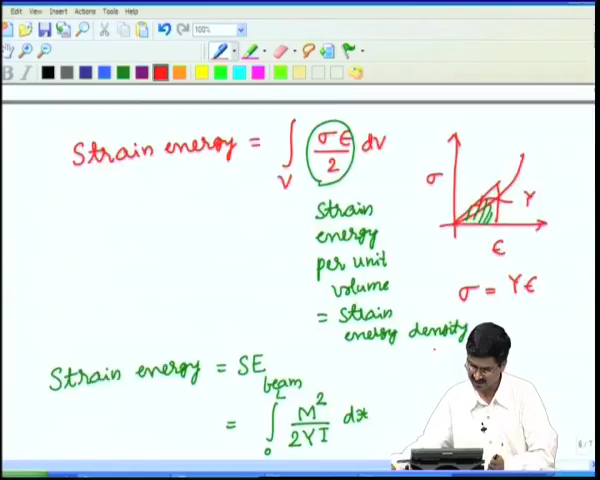 Edit View Insert Actions Tools Help
100%
Strain energy = ∫ V σϵ/2 dV
σ
Y
ϵ
Strain
energy
per unit
volume
= strain
energy density
σ = Yϵ
Strain energy = SE beam
= ∫ 0 L M²/2YI dx